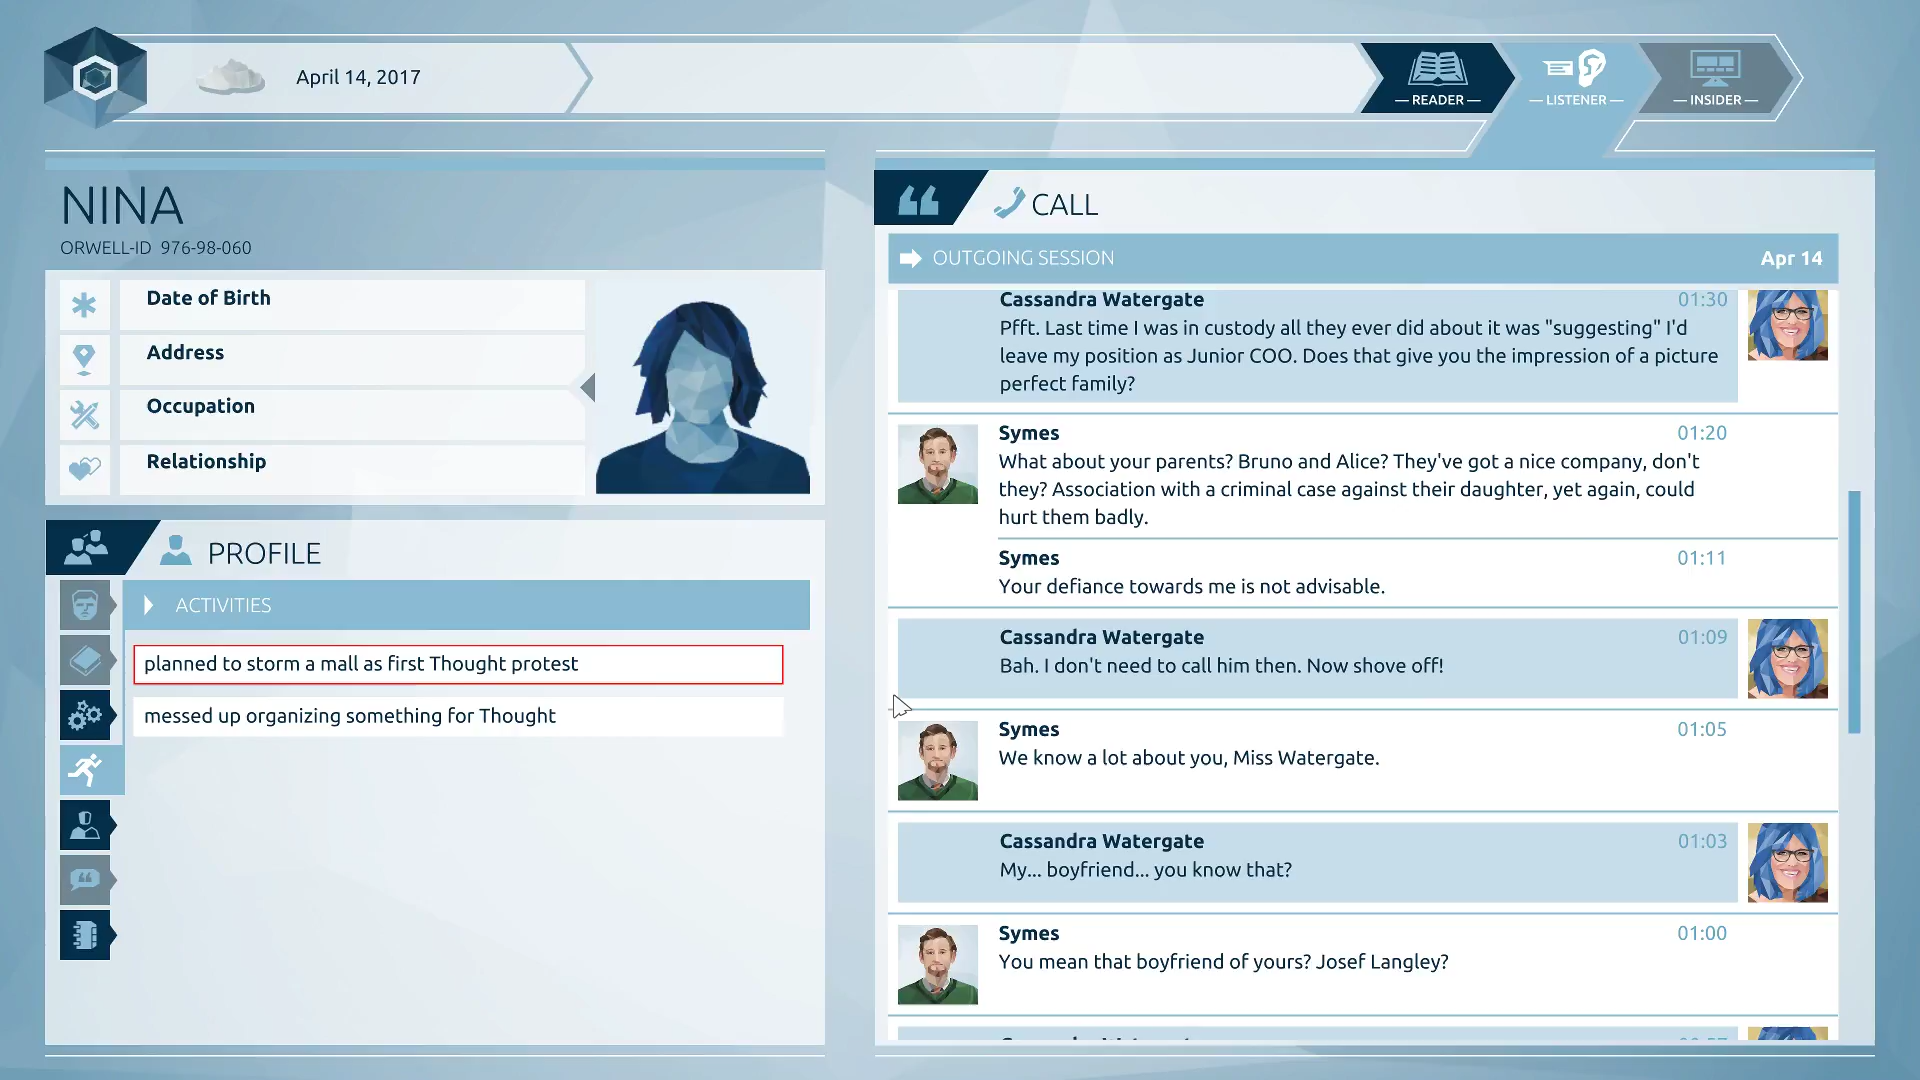 April 14, 2017
READER
LISTENER
INSIDER
NINA
ORWELL-ID 976-98-060
Date of Birth
Address
Occupation
Relationship
PROFILE
ACTIVITIES
planned to storm a mall as first Thought protest
messed up organizing something for Thought
CALL
OUTGOING SESSION
Apr 14
Cassandra Watergate
01:30
Pfft. Last time I was in custody all they ever did about it was "suggesting" I'd
leave my position as Junior COO. Does that give you the impression of a picture
perfect family?
Symes
01:20
What about your parents? Bruno and Alice? They've got a nice company, don't
they? Association with a criminal case against their daughter, yet again, could
hurt them badly.
Symes
01:11
Your defiance towards me is not advisable.
Cassandra Watergate
01:09
Bah. I don't need to call him then. Now shove off!
Symes
01:05
We know a lot about you, Miss Watergate.
Cassandra Watergate
01:03
My... boyfriend... you know that?
Symes
01:00
You mean that boyfriend of yours? Josef Langley?